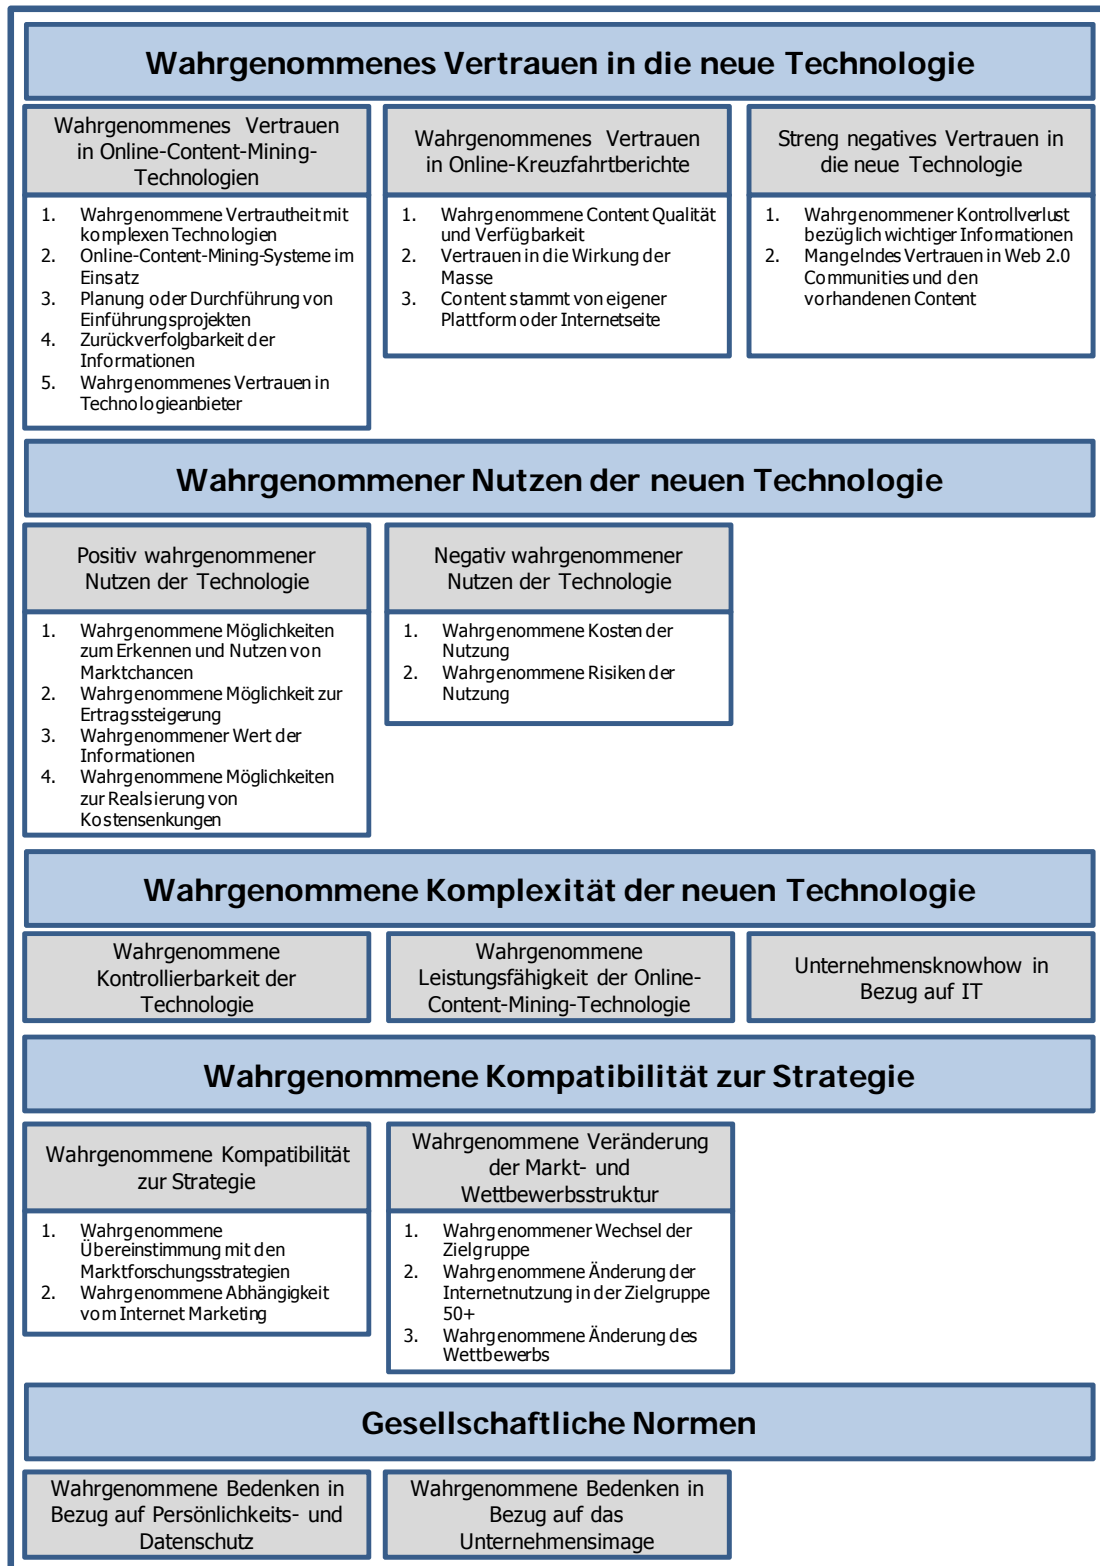 Wahrgenommenes Vertrauen in die neue Technologie
Wahrgenommenes Vertrauen
in Online-Content-Mining-
Technologien
1. Wahrgenommene Vertrautheit mit
komplexen Technologien
2. Online-Content-Mining-Systeme im
Einsatz
3. Planung oder Durchführung von
Einführungsprojekten
4. Zurückverfolgbarkeit der
Informationen
5. Wahrgenommenes Vertrauen in
Technologieanbieter
Wahrgenommenes Vertrauen
in Online-Kreuzfahrtberichte
1. Wahrgenommene Content Qualität
und Verfügbarkeit
2. Vertrauen in die Wirkung der
Masse
3. Content stammt von eigener
Plattform oder Internetseite
Streng negatives Vertrauen in
die neue Technologie
1. Wahrgenommener Kontrollverlust
bezüglich wichtiger Informationen
2. Mangelndes Vertrauen in Web 2.0
Communities und den
vorhandenen Content
Wahrgenommener Nutzen der neuen Technologie
Positiv wahrgenommener
Nutzen der Technologie
1. Wahrgenommene Möglichkeiten
zum Erkennen und Nutzen von
Marktchancen
2. Wahrgenommene Möglichkeit zur
Ertragssteigerung
3. Wahrgenommener Wert der
Informationen
4. Wahrgenommene Möglichkeiten
zur Realsierung von
Kostensenkungen
Negativ wahrgenommener
Nutzen der Technologie
1. Wahrgenommene Kosten der
Nutzung
2. Wahrgenommene Risiken der
Nutzung
Wahrgenommene Komplexität der neuen Technologie
Wahrgenommene
Kontrollierbarkeit der
Technologie
Wahrgenommene
Leistungsfähigkeit der Online-
Content-Mining-Technologie
Unternehmensknowhow in
Bezug auf IT
Wahrgenommene Kompatibilität zur Strategie
Wahrgenommene Kompatibilität
zur Strategie
1. Wahrgenommene
Übereinstimmung mit den
Marktforschungsstrategien
2. Wahrgenommene Abhängigkeit
vom Internet Marketing
Wahrgenommene Veränderung
der Markt- und
Wettbewerbsstruktur
1. Wahrgenommener Wechsel der
Zielgruppe
2. Wahrgenommene Änderung der
Internetnutzung in der Zielgruppe
50+
3. Wahrgenommene Änderung des
Wettbewerbs
Gesellschaftliche Normen
Wahrgenommene Bedenken in
Bezug auf Persönlichkeits- und
Datenschutz
Wahrgenommene Bedenken in
Bezug auf das
Unternehmensimage